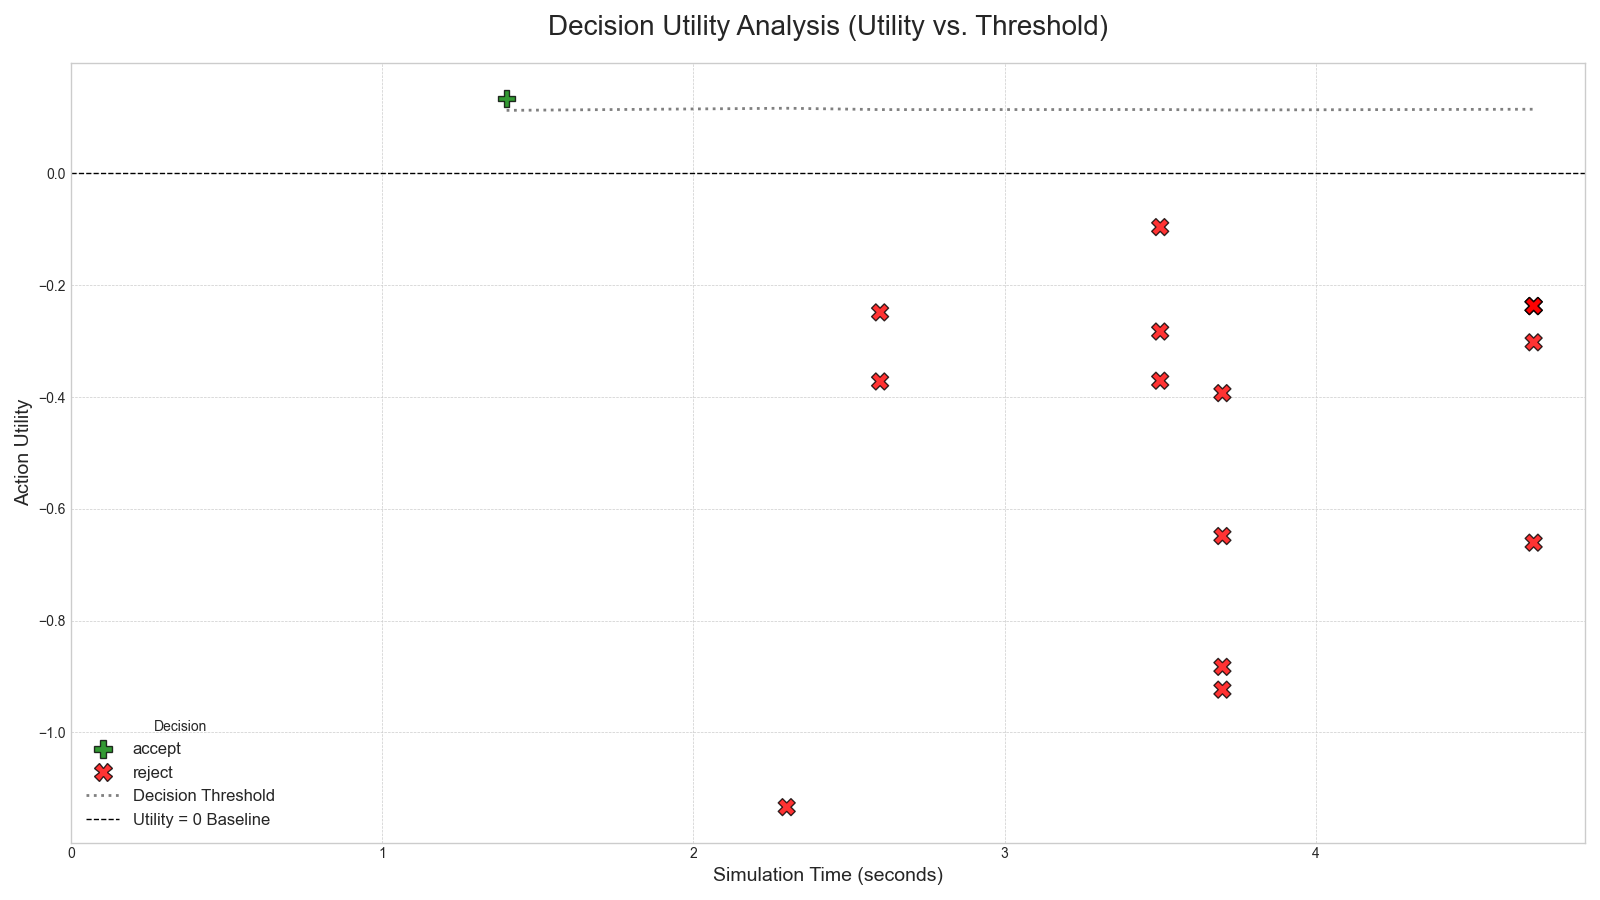 Decision Utility Analysis (Utility vs. Threshold)
Action Utility
0.0
−0.2
−0.4
−0.6
−0.8
−1.0
Decision
accept
reject
Decision Threshold
Utility = 0 Baseline
0 1 2 3 4
Simulation Time (seconds)